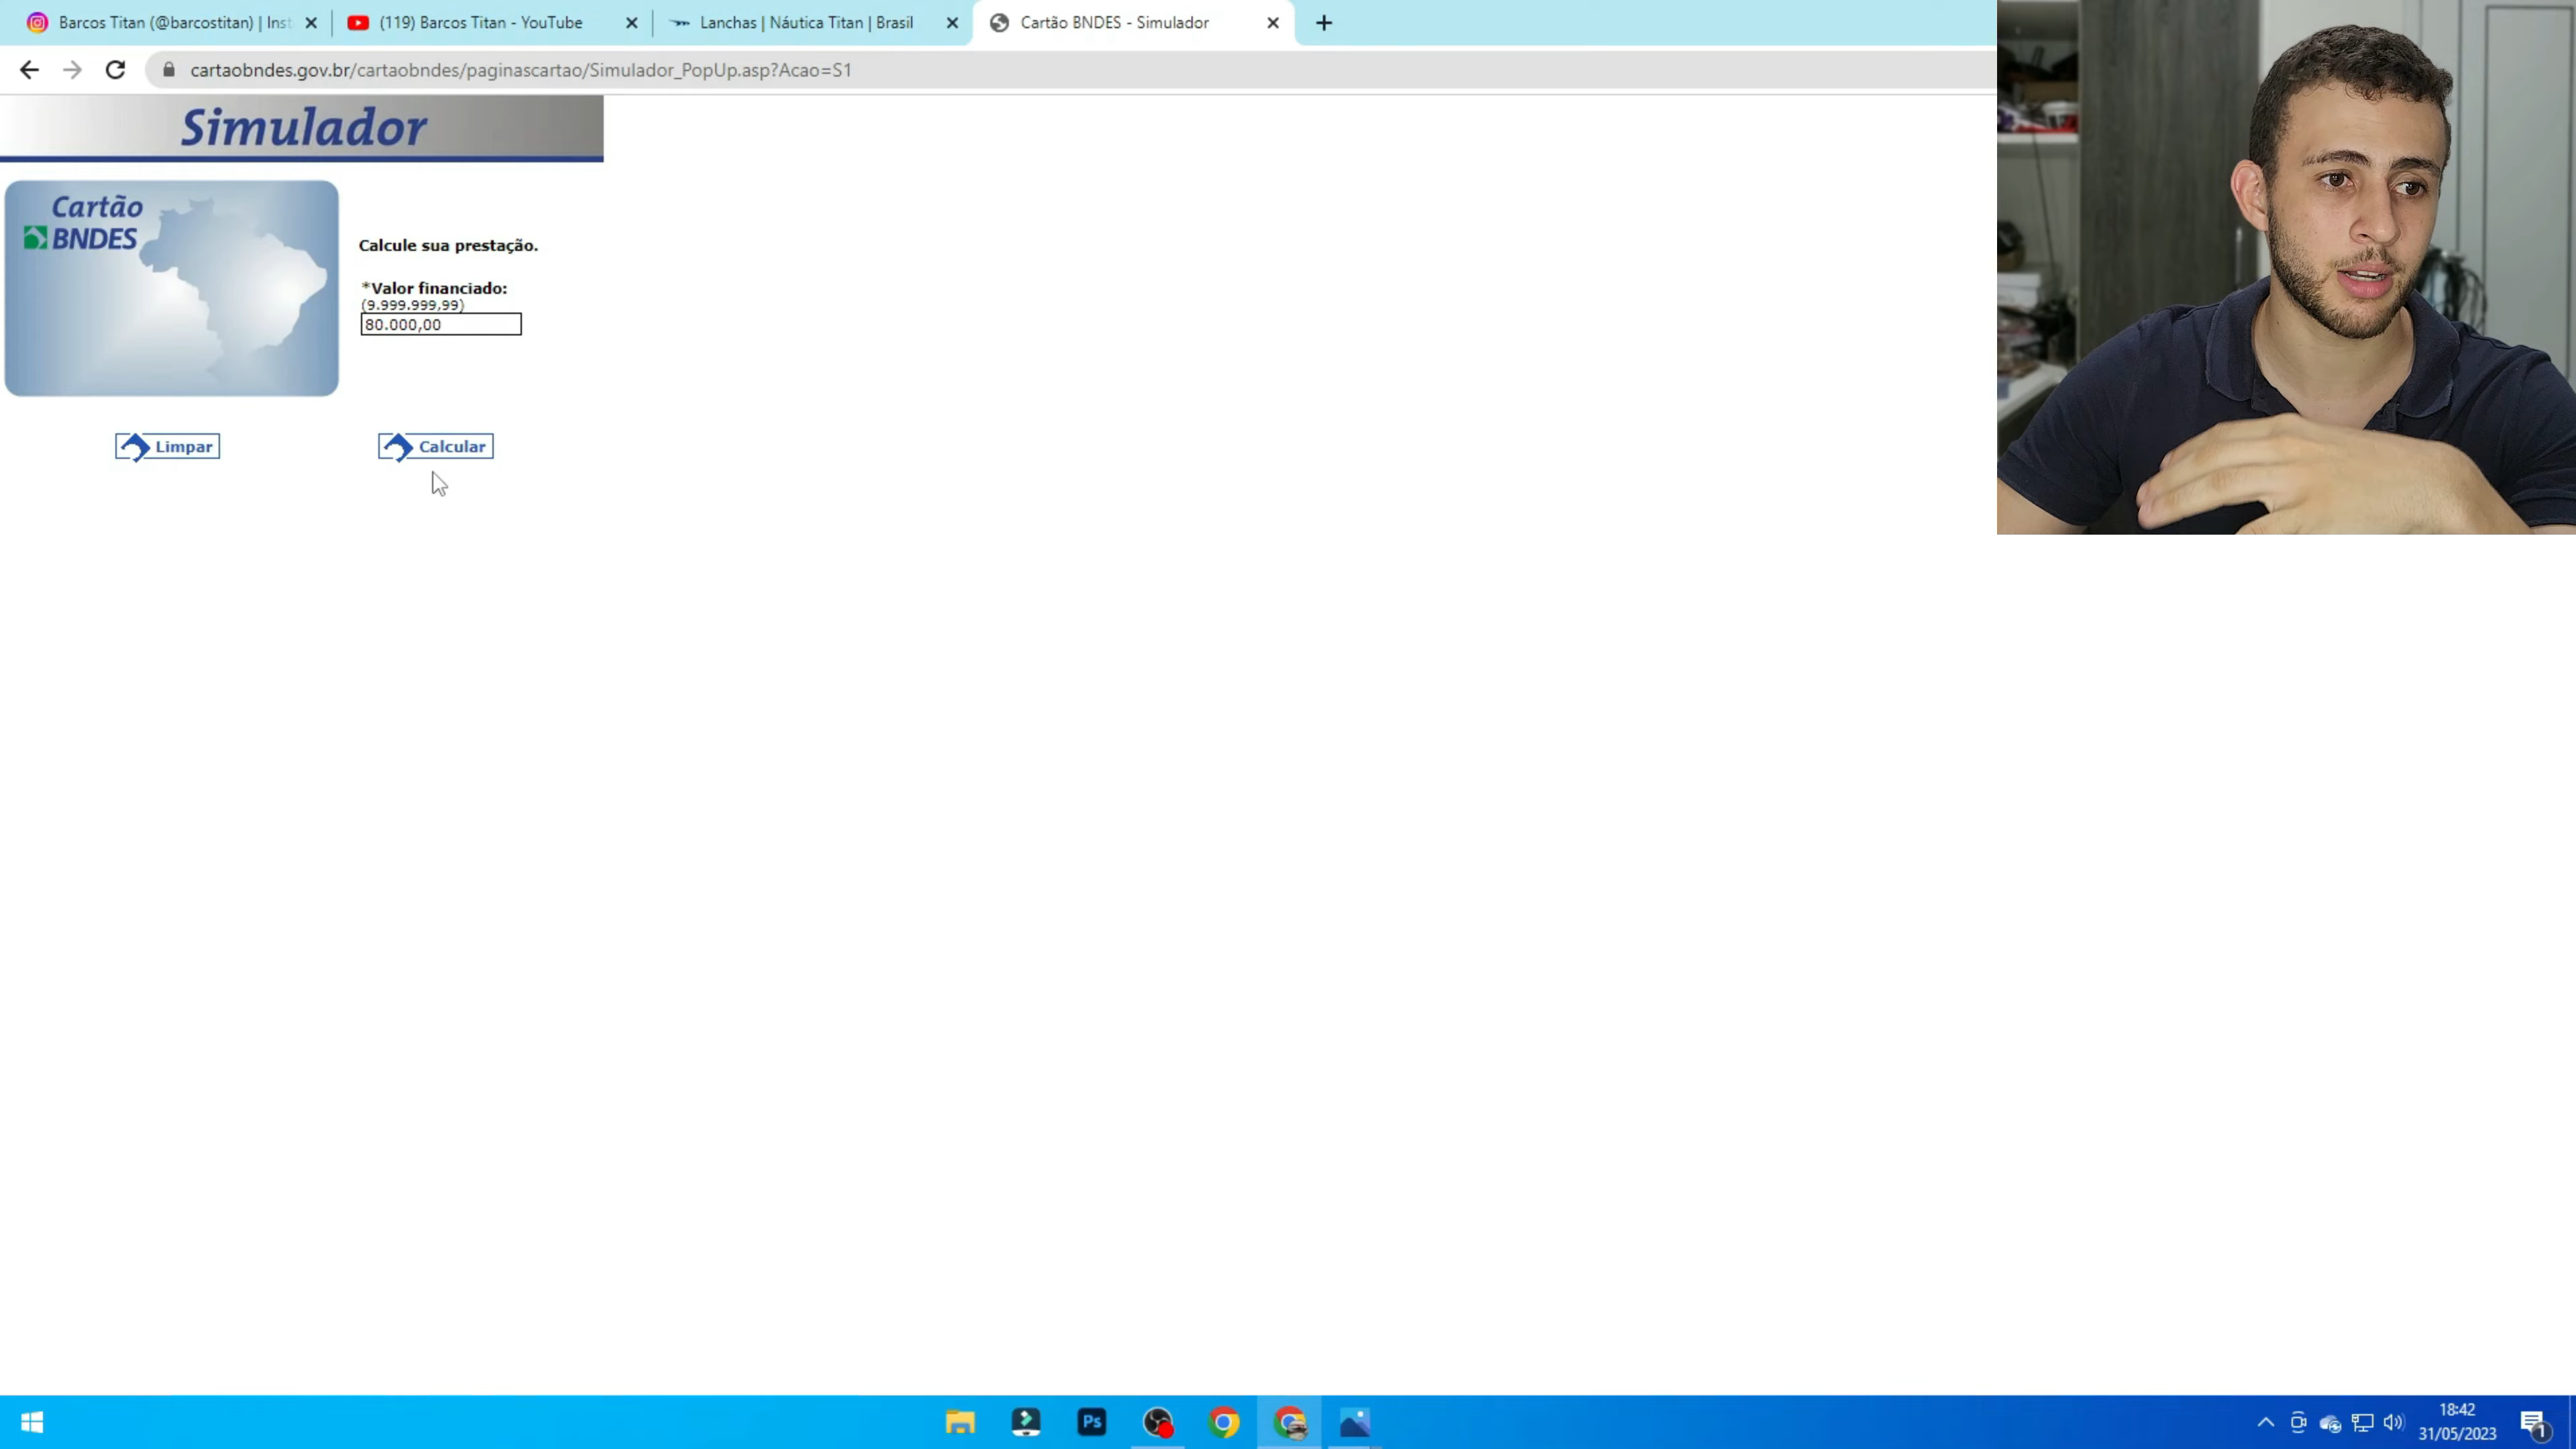 Barcos Titan (@barcostitan) | Inst
(119) Barcos Titan - YouTube
Lanchas | Náutica Titan | Brasil
Cartão BNDES - Simulador
cartaobndes.gov.br/cartaobndes/paginascartao/Simulador_PopUp.asp?Acao=S1
Simulador
Cartão
BNDES
Calcule sua prestação.
*Valor financiado:
(9.999.999,99)
80.000,00
Limpar
Calcular
Ps
18:42
31/05/2023
1